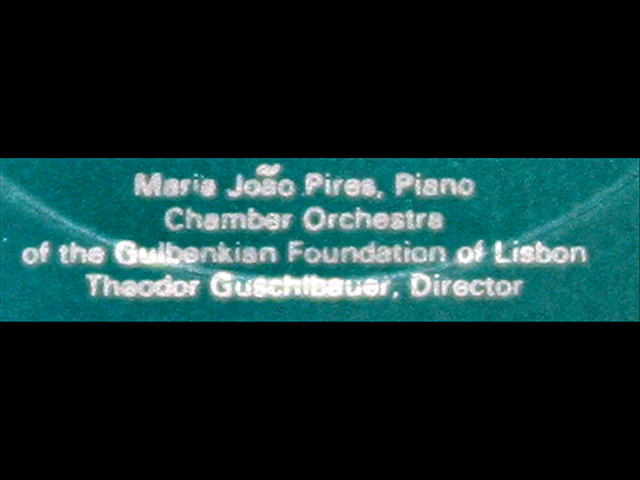 Maria João Pires, Piano
Chamber Orchestra
of the Gulbenkian Foundation of Lisbon
Theodor Guschlbauer, Director